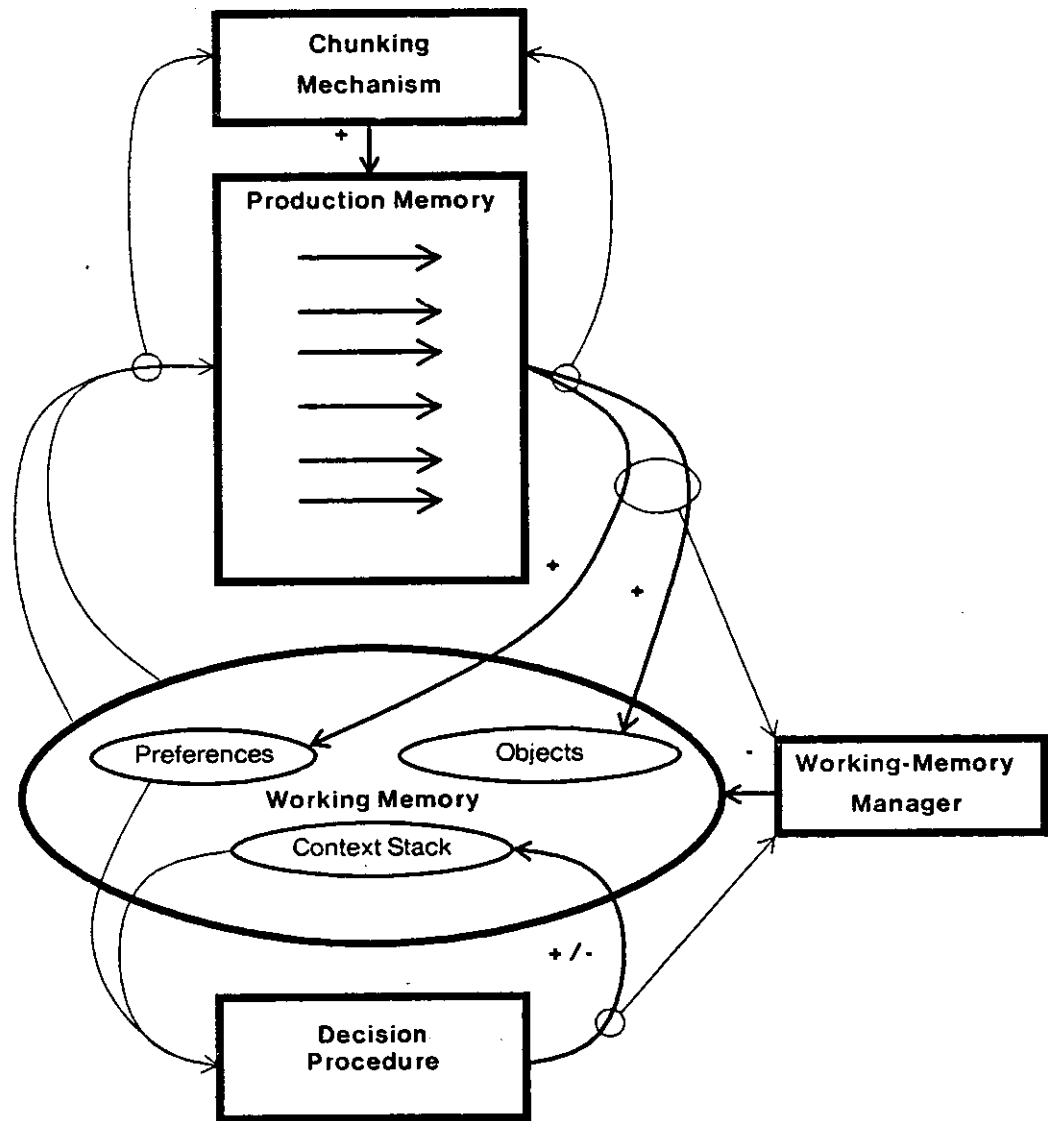 Chunking
Mechanism
+
Production Memory
+
+
Preferences
Objects
-
Working-Memory
Manager
Working Memory
Context Stack
+ / -
Decision
Procedure